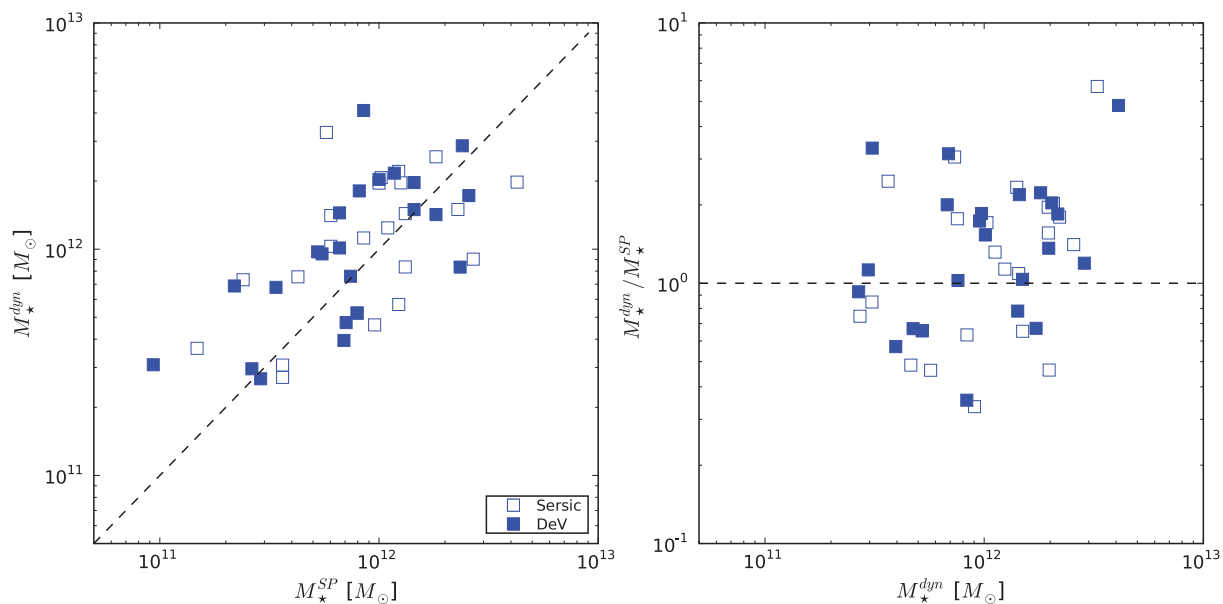 10^13
10^12
10^11
M_⋆^{dyn} [M_⊙]
10^11
10^12
10^13
M_⋆^{SP} [M_⊙]
Sersic
DeV
10^1
10^0
10^-1
M_⋆^{dyn}/M_⋆^{SP}
10^11
10^12
10^13
M_⋆^{dyn} [M_⊙]